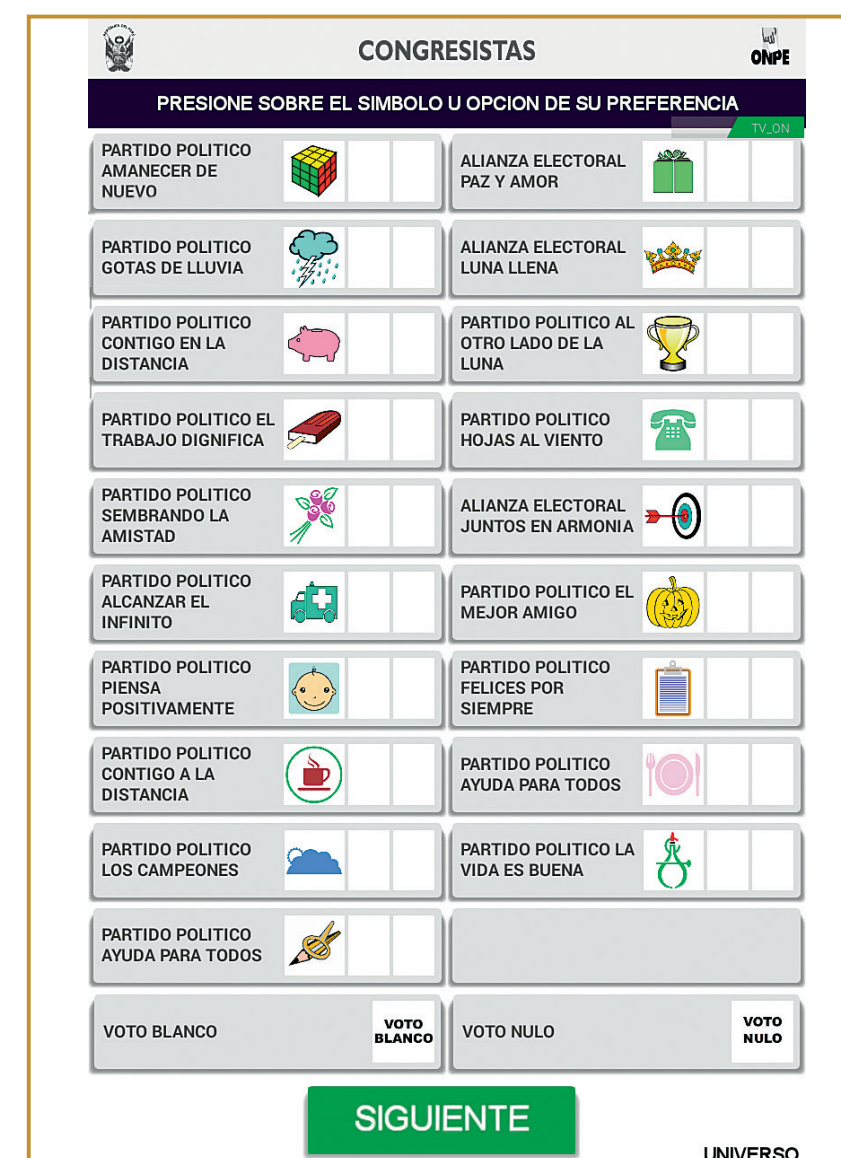 CONGRESISTAS
ONPE
PRESIONE SOBRE EL SIMBOLO U OPCION DE SU PREFERENCIA
TV_ON
PARTIDO POLITICO
AMANECER DE
NUEVO
ALIANZA ELECTORAL
PAZ Y AMOR
PARTIDO POLITICO
GOTAS DE LLUVIA
ALIANZA ELECTORAL
LUNA LLENA
PARTIDO POLITICO
CONTIGO EN LA
DISTANCIA
PARTIDO POLITICO AL
OTRO LADO DE LA
LUNA
PARTIDO POLITICO EL
TRABAJO DIGNIFICA
PARTIDO POLITICO
HOJAS AL VIENTO
PARTIDO POLITICO
SEMBRANDO LA
AMISTAD
ALIANZA ELECTORAL
JUNTOS EN ARMONIA
PARTIDO POLITICO
ALCANZAR EL
INFINITO
PARTIDO POLITICO EL
MEJOR AMIGO
PARTIDO POLITICO
PIENSA
POSITIVAMENTE
PARTIDO POLITICO
FELICES POR
SIEMPRE
PARTIDO POLITICO
CONTIGO A LA
DISTANCIA
PARTIDO POLITICO
AYUDA PARA TODOS
PARTIDO POLITICO
LOS CAMPEONES
PARTIDO POLITICO LA
VIDA ES BUENA
PARTIDO POLITICO
AYUDA PARA TODOS
VOTO BLANCO
VOTO
BLANCO
VOTO NULO
VOTO
NULO
SIGUIENTE
UNIVERSO